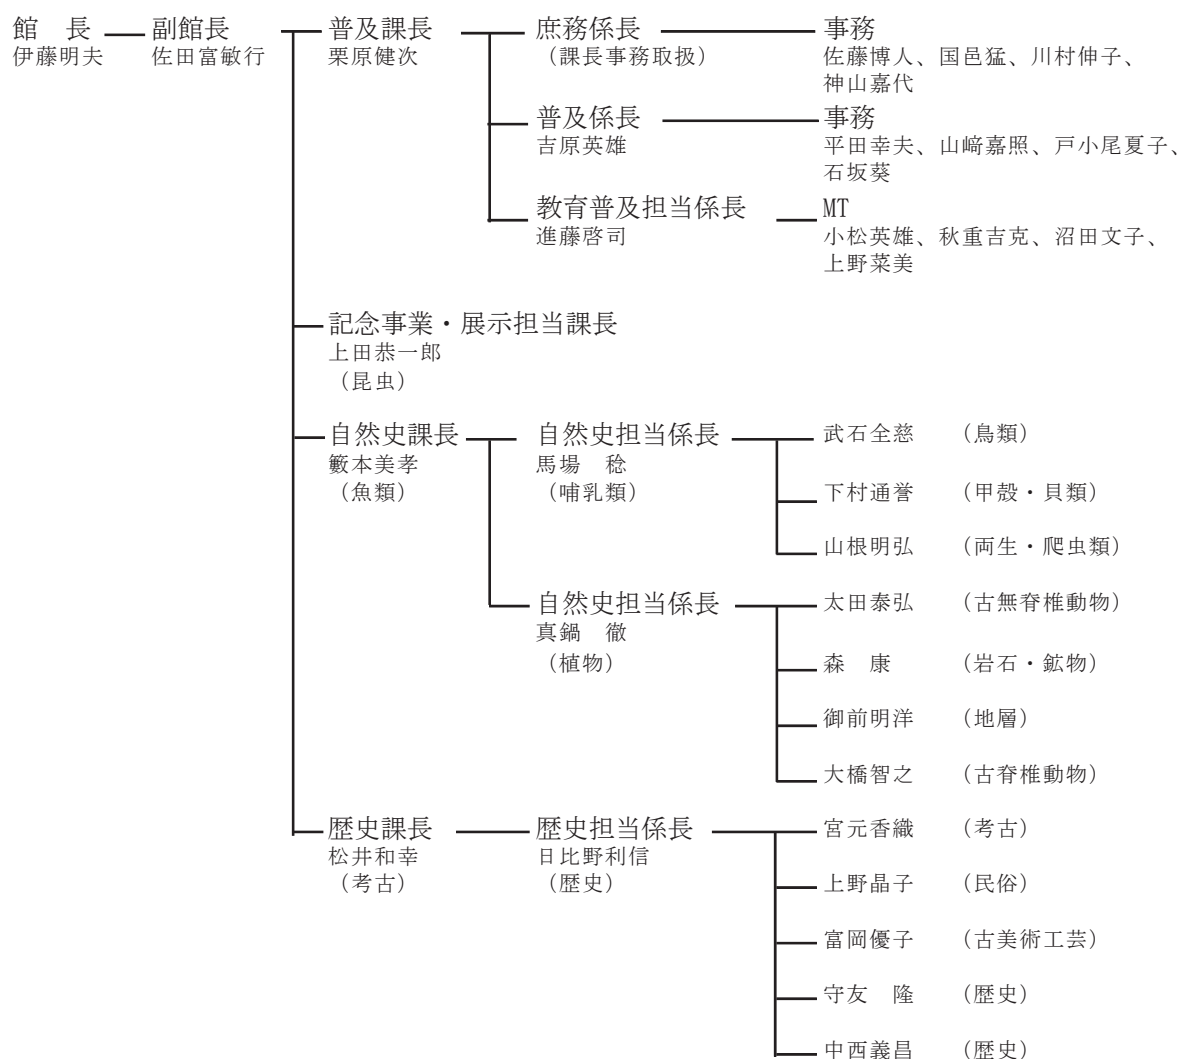 館　長
伊藤明夫
副館長
佐田富敏行
普及課長
栗原健次
庶務係長
（課長事務取扱）
事務
佐藤博人、国邑猛、川村伸子、
神山嘉代
普及係長
吉原英雄
事務
平田幸夫、山﨑嘉照、戸小尾夏子、
石坂葵
教育普及担当係長
進藤啓司
MT
小松英雄、秋重吉克、沼田文子、
上野菜美
記念事業・展示担当課長
上田恭一郎
（昆虫）
自然史課長
籔本美孝
（魚類）
自然史担当係長
馬場　稔
（哺乳類）
武石全慈　（鳥類）
下村通誉　（甲殻・貝類）
山根明弘　（両生・爬虫類）
自然史担当係長
真鍋　徹
（植物）
太田泰弘　（古無脊椎動物）
森　康　（岩石・鉱物）
御前明洋　（地層）
大橋智之　（古脊椎動物）
歴史課長
松井和幸
（考古）
歴史担当係長
日比野利信
（歴史）
宮元香織　（考古）
上野晶子　（民俗）
富岡優子　（古美術工芸）
守友　隆　（歴史）
中西義昌　（歴史）